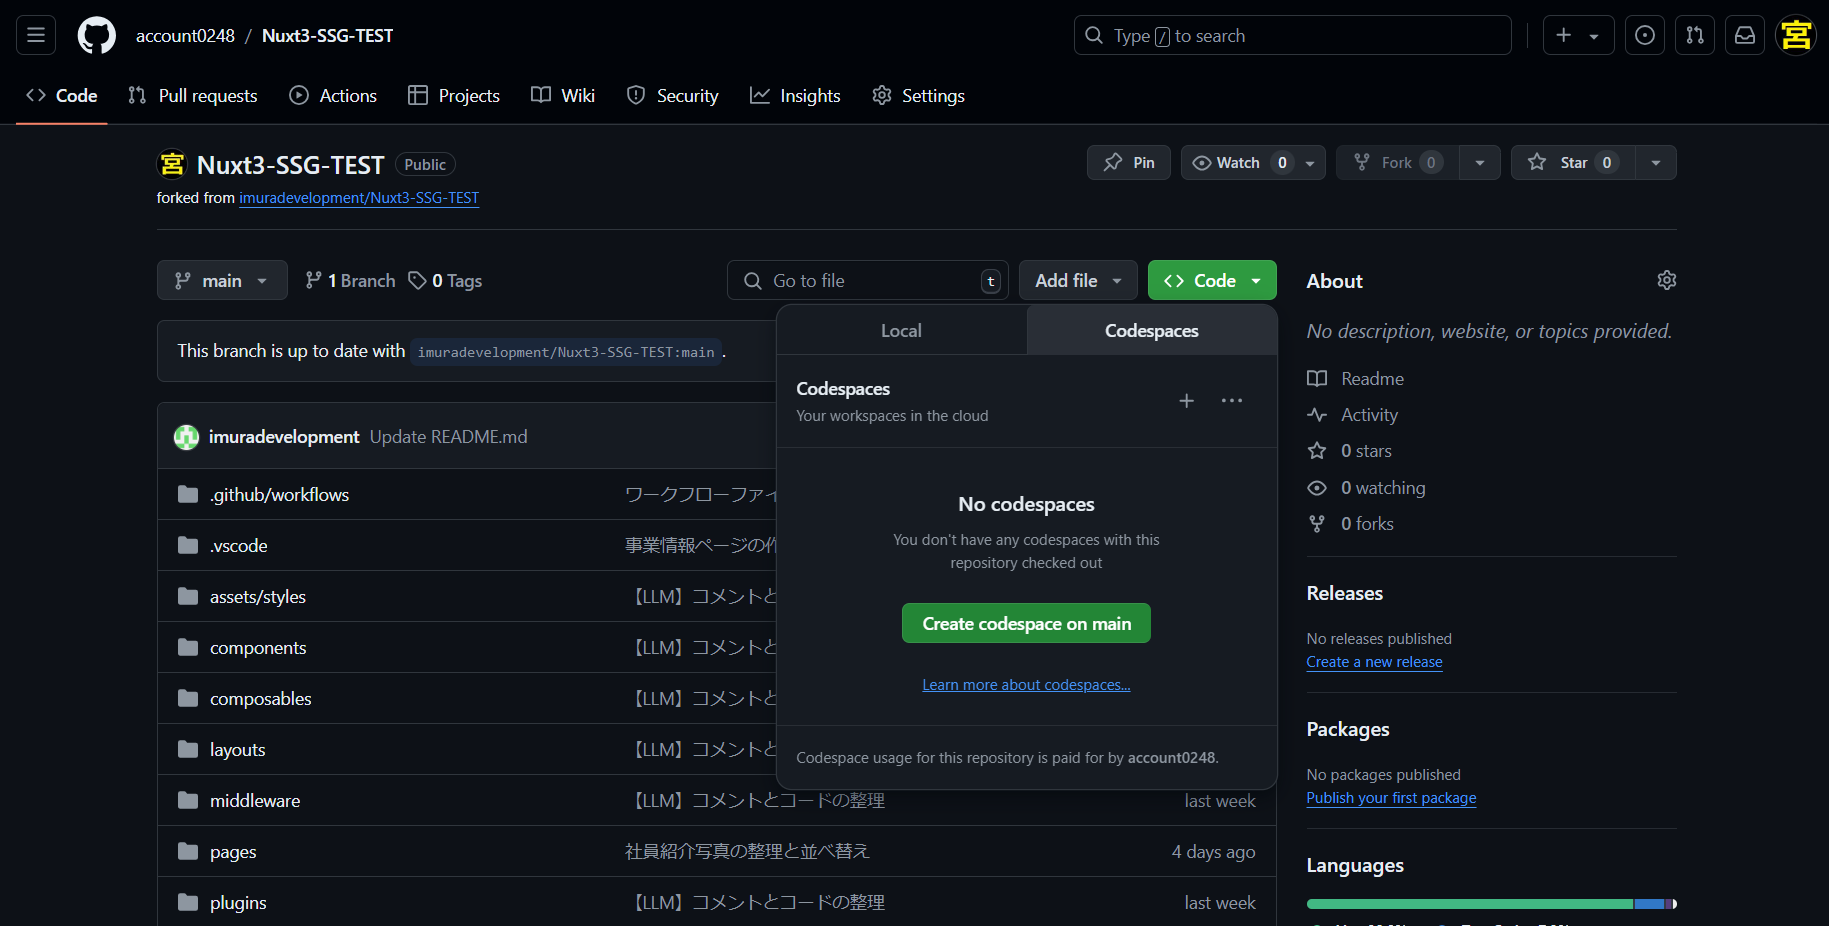 account0248 / Nuxt3-SSG-TEST
Type / to search
宮
Code
Pull requests
Actions
Projects
Wiki
Security
Insights
Settings
宮 Nuxt3-SSG-TEST Public
Pin
Watch 0
Fork 0
Star 0
forked from imuradevelopment/Nuxt3-SSG-TEST
main
1 Branch
0 Tags
Go to file t
Add file
Code
This branch is up to date with imuradevelopment/Nuxt3-SSG-TEST:main .
imuradevelopment Update README.md
.github/workflows ワークフローファイ
.vscode 事業情報ページの
assets/styles 【LLM】コメントと
components 【LLM】コメントと
composables 【LLM】コメントと
layouts 【LLM】コメントと
middleware 【LLM】コメントとコードの整理 last week
pages 社員紹介写真の整理と並べ替え 4 days ago
plugins 【LLM】コメントとコードの整理 last week
Local
Codespaces
Codespaces
Your workspaces in the cloud
No codespaces
You don't have any codespaces with this
repository checked out
Create codespace on main
Learn more about codespaces...
Codespace usage for this repository is paid for by account0248.
About
No description, website, or topics provided.
Readme
Activity
0 stars
0 watching
0 forks
Releases
No releases published
Create a new release
Packages
No packages published
Publish your first package
Languages